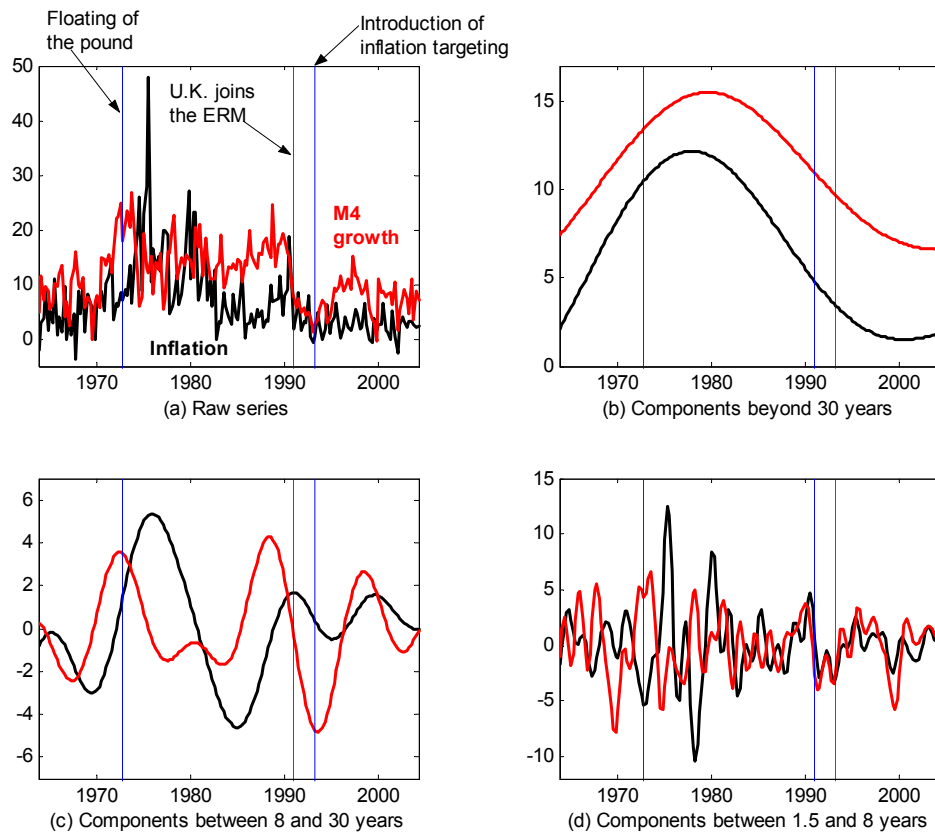 Floating of
the pound
Introduction of
inflation targeting
U.K. joins
the ERM
50
40
30
20
10
0
M4
growth
Inflation
1970 1980 1990 2000
(a) Raw series
15
10
5
0
1970 1980 1990 2000
(b) Components beyond 30 years
6
4
2
0
-2
-4
-6
1970 1980 1990 2000
(c) Components between 8 and 30 years
15
10
5
0
-5
-10
1970 1980 1990 2000
(d) Components between 1.5 and 8 years